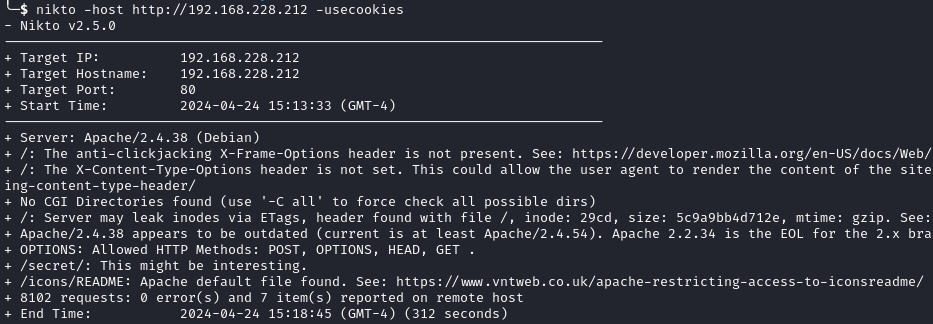 └─$ nikto -host http://192.168.228.212 -usecookies
- Nikto v2.5.0
+ Target IP:          192.168.228.212
+ Target Hostname:    192.168.228.212
+ Target Port:        80
+ Start Time:         2024-04-24 15:13:33 (GMT-4)
+ Server: Apache/2.4.38 (Debian)
+ /: The anti-clickjacking X-Frame-Options header is not present. See: https://developer.mozilla.org/en-US/docs/Web/
+ /: The X-Content-Type-Options header is not set. This could allow the user agent to render the content of the site
ing-content-type-header/
+ No CGI Directories found (use '-C all' to force check all possible dirs)
+ /: Server may leak inodes via ETags, header found with file /, inode: 29cd, size: 5c9a9bb4d712e, mtime: gzip. See:
+ Apache/2.4.38 appears to be outdated (current is at least Apache/2.4.54). Apache 2.2.34 is the EOL for the 2.x bra
+ OPTIONS: Allowed HTTP Methods: POST, OPTIONS, HEAD, GET .
+ /secret/: This might be interesting.
+ /icons/README: Apache default file found. See: https://www.vntweb.co.uk/apache-restricting-access-to-iconsreadme/
+ 8102 requests: 0 error(s) and 7 item(s) reported on remote host
+ End Time:           2024-04-24 15:18:45 (GMT-4) (312 seconds)